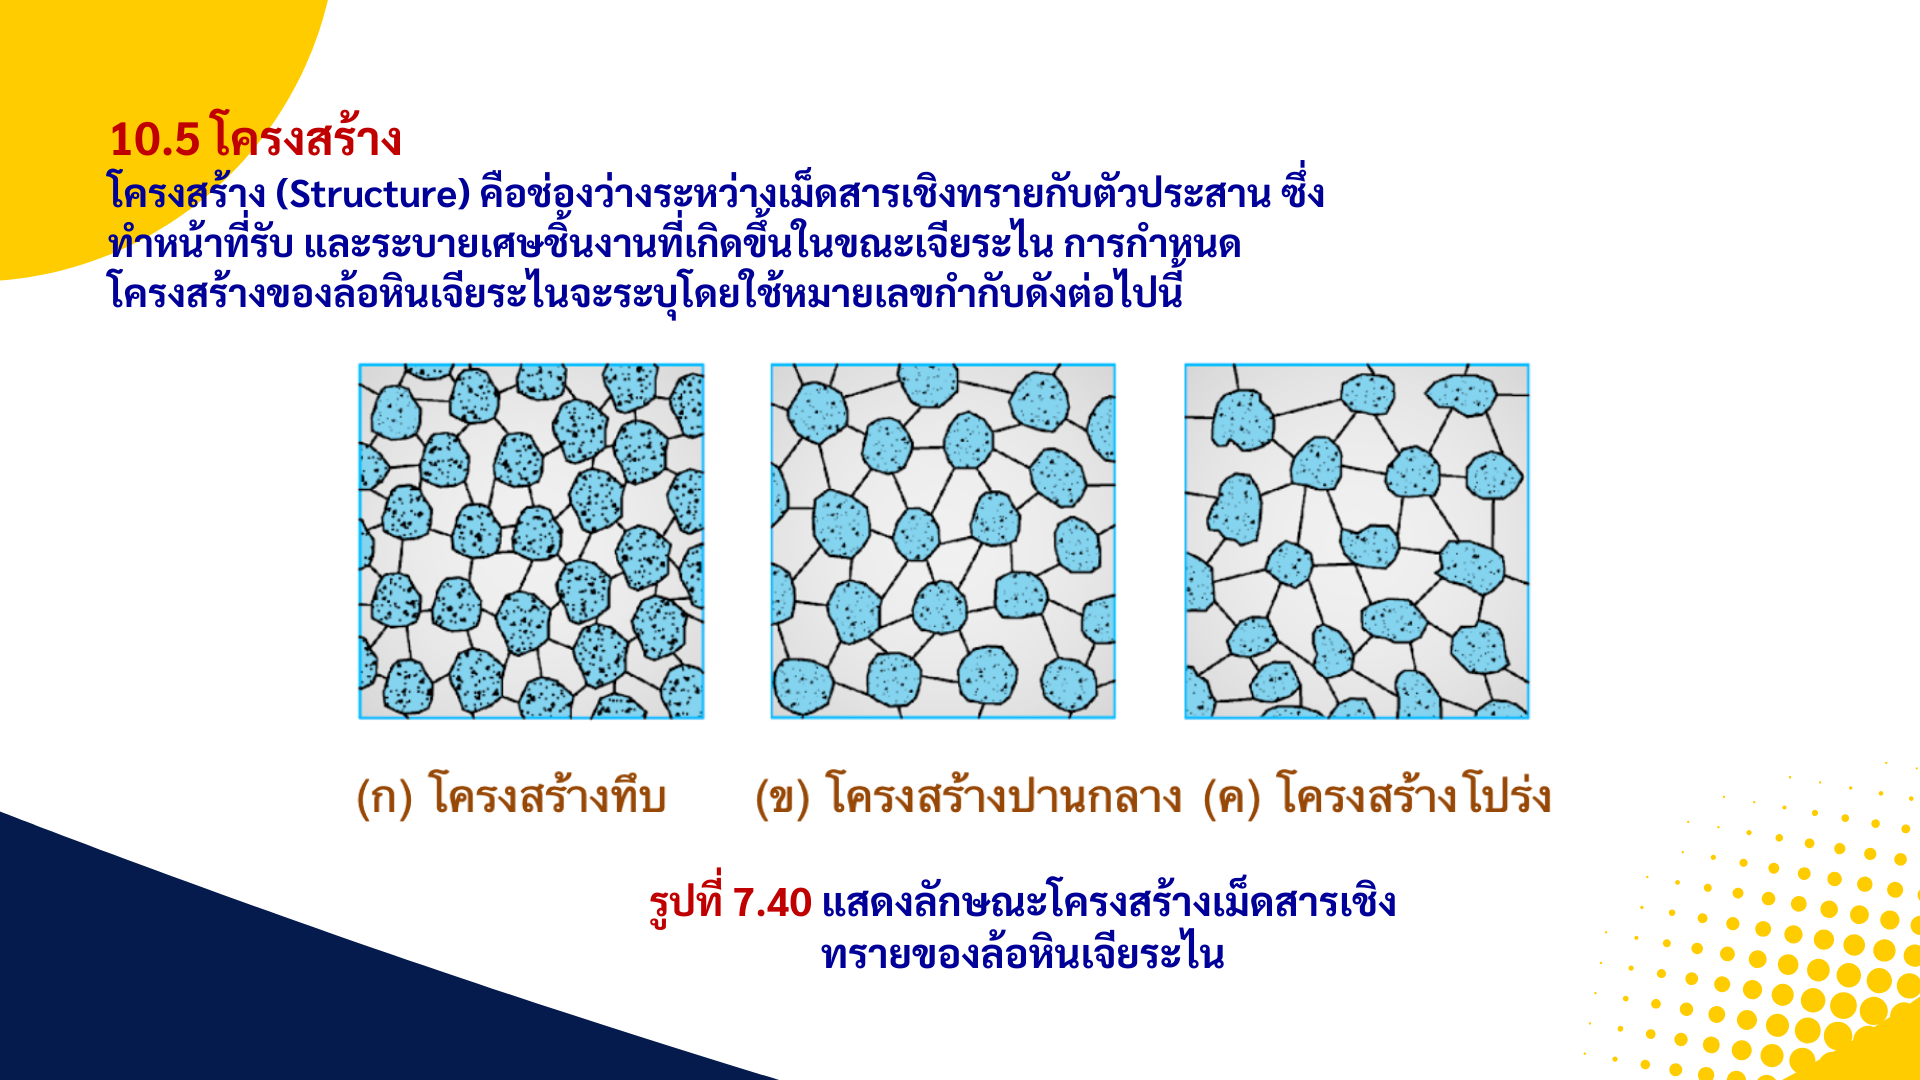 10.5 โครงสร้าง
โครงสร้าง (Structure) คือช่องว่างระหว่างเม็ดสารเชิงทรายกับตัวประสาน ซึ่ง
ทำหน้าที่รับ และระบายเศษชิ้นงานที่เกิดขึ้นในขณะเจียระไน การกำหนด
โครงสร้างของล้อหินเจียระไนจะระบุโดยใช้หมายเลขกำกับดังต่อไปนี้
(ก) โครงสร้างทึบ (ข) โครงสร้างปานกลาง (ค) โครงสร้างโปร่ง
รูปที่ 7.40 แสดงลักษณะโครงสร้างเม็ดสารเชิง
ทรายของล้อหินเจียระไน